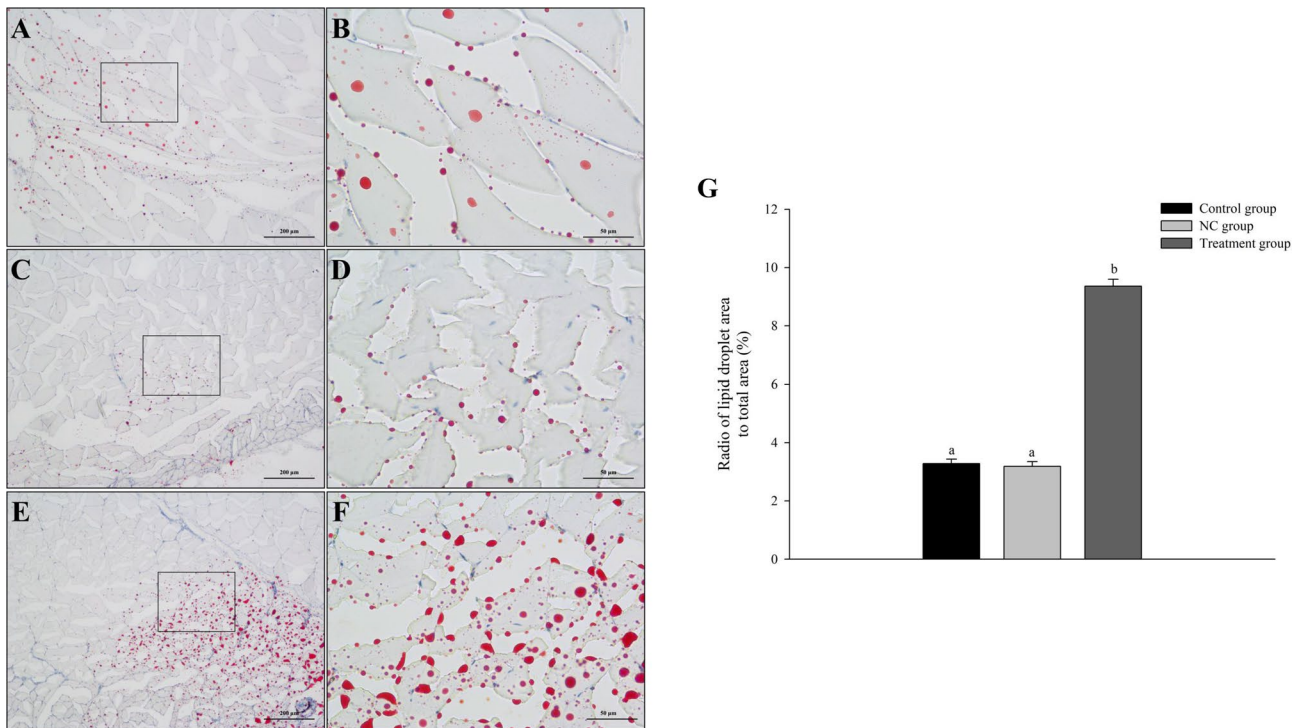 A
200 μm
B
50 μm
C
200 μm
D
50 μm
E
200 μm
F
50 μm
G
Control group
NC group
Treatment group
Radio of lipid droplet area
to total area (%)
12
10
8
6
4
2
0
a
a
b